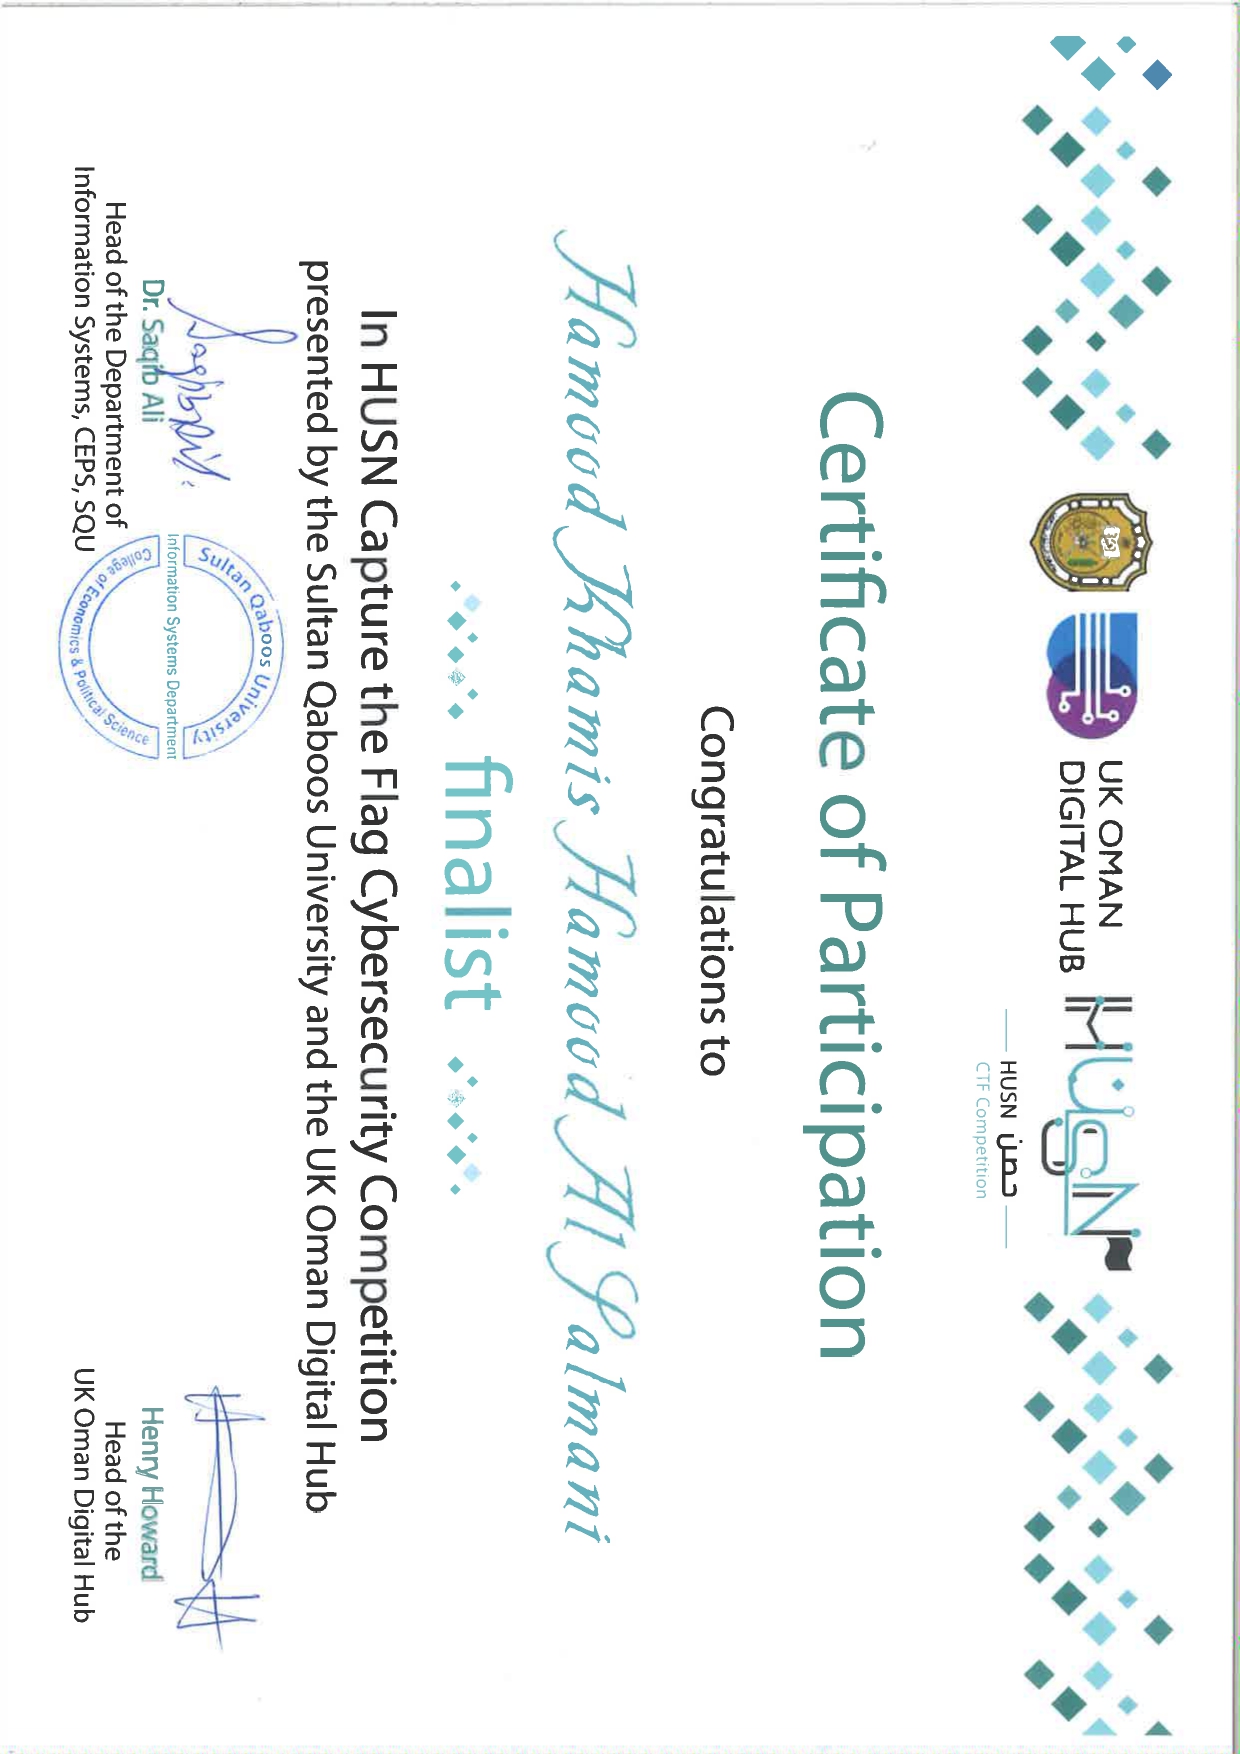 UK OMAN
DIGITAL HUB
HUSN
HUSN حصن
CTF Competition
Certificate of Participation
Congratulations to
Hamood Khamis Hamood Al Salmani
finalist
In HUSN Capture the Flag Cybersecurity Competition
presented by the Sultan Qaboos University and the UK Oman Digital Hub
Saqib Ali
Sultan Qaboos University
Information Systems Department
College of Economics & Political Science
Dr. Saqib Ali
Head of the Department of
Information Systems, CEPS, SQU
Henry Howard
Head of the
UK Oman Digital Hub